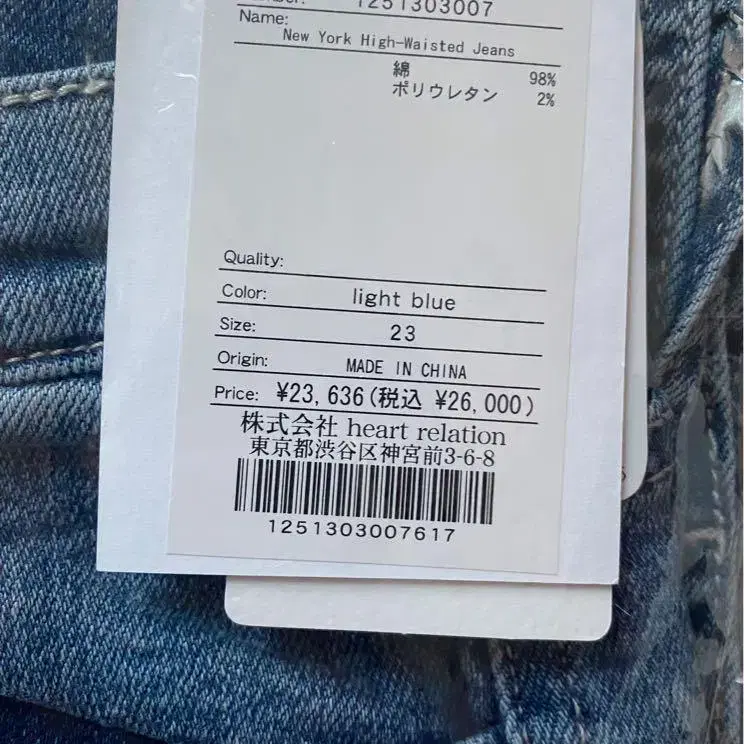 1251303007
Name:
New York High-Waisted Jeans
綿 98%
ポリウレタン 2%
Quality:
Color: light blue
Size: 23
Origin: MADE IN CHINA
Price: ¥23,636(税込 ¥26,000)
株式会社 heart relation
東京都渋谷区神宮前3-6-8
1251303007617